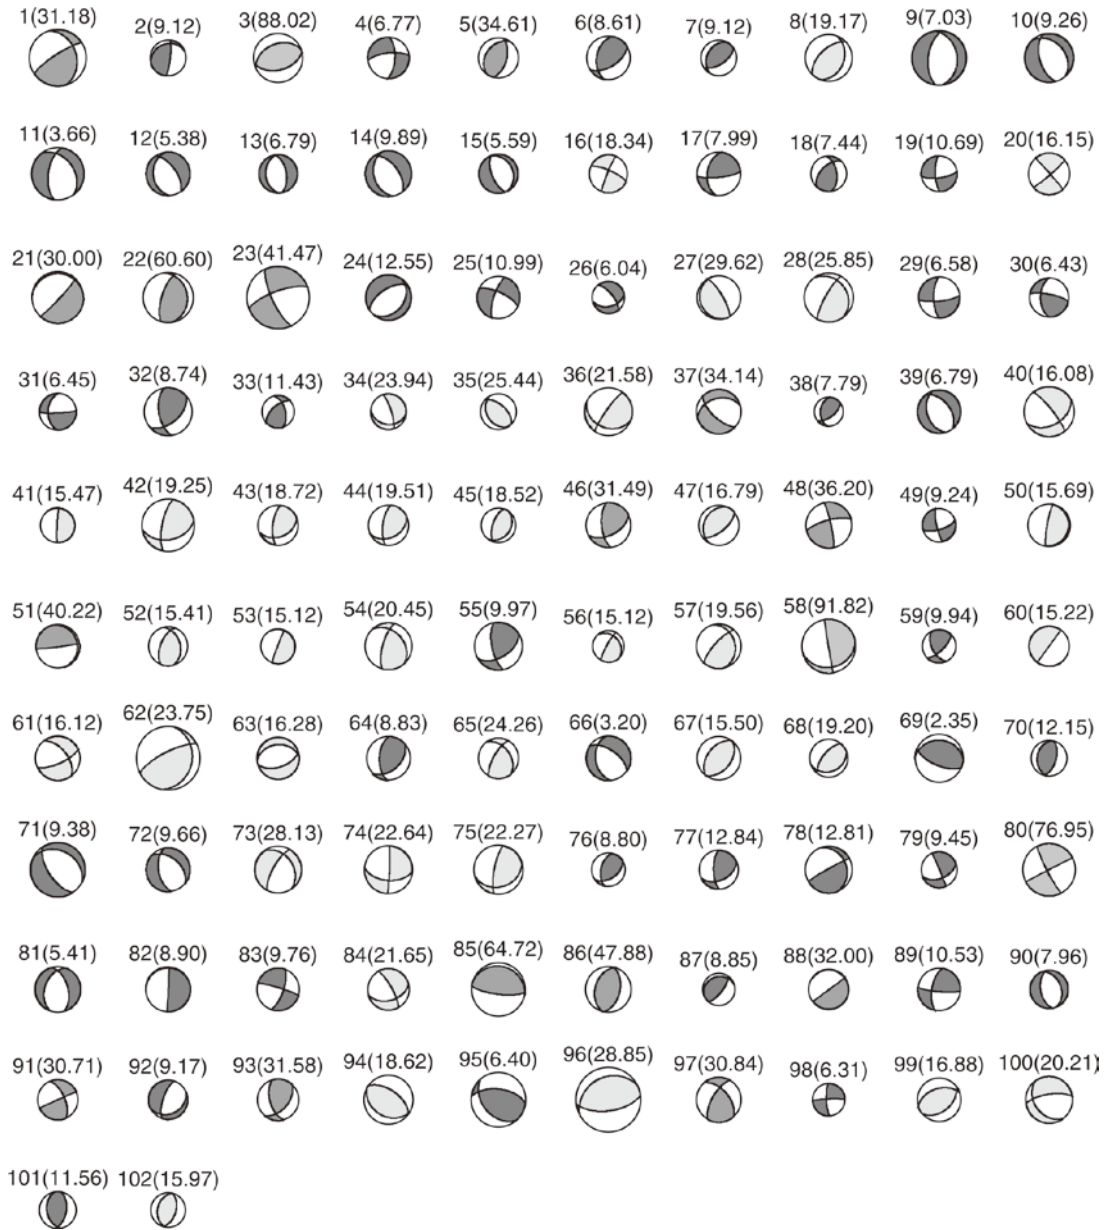 1(31.18) 2(9.12) 3(88.02) 4(6.77) 5(34.61) 6(8.61) 7(9.12) 8(19.17) 9(7.03) 10(9.26)
11(3.66) 12(5.38) 13(6.79) 14(9.89) 15(5.59) 16(18.34) 17(7.99) 18(7.44) 19(10.69) 20(16.15)
21(30.00) 22(60.60) 23(41.47) 24(12.55) 25(10.99) 26(6.04) 27(29.62) 28(25.85) 29(6.58) 30(6.43)
31(6.45) 32(8.74) 33(11.43) 34(23.94) 35(25.44) 36(21.58) 37(34.14) 38(7.79) 39(6.79) 40(16.08)
41(15.47) 42(19.25) 43(18.72) 44(19.51) 45(18.52) 46(31.49) 47(16.79) 48(36.20) 49(9.24) 50(15.69)
51(40.22) 52(15.41) 53(15.12) 54(20.45) 55(9.97) 56(15.12) 57(19.56) 58(91.82) 59(9.94) 60(15.22)
61(16.12) 62(23.75) 63(16.28) 64(8.83) 65(24.26) 66(3.20) 67(15.50) 68(19.20) 69(2.35) 70(12.15)
71(9.38) 72(9.66) 73(28.13) 74(22.64) 75(22.27) 76(8.80) 77(12.84) 78(12.81) 79(9.45) 80(76.95)
81(5.41) 82(8.90) 83(9.76) 84(21.65) 85(64.72) 86(47.88) 87(8.85) 88(32.00) 89(10.53) 90(7.96)
91(30.71) 92(9.17) 93(31.58) 94(18.62) 95(6.40) 96(28.85) 97(30.84) 98(6.31) 99(16.88) 100(20.21)
101(11.56) 102(15.97)